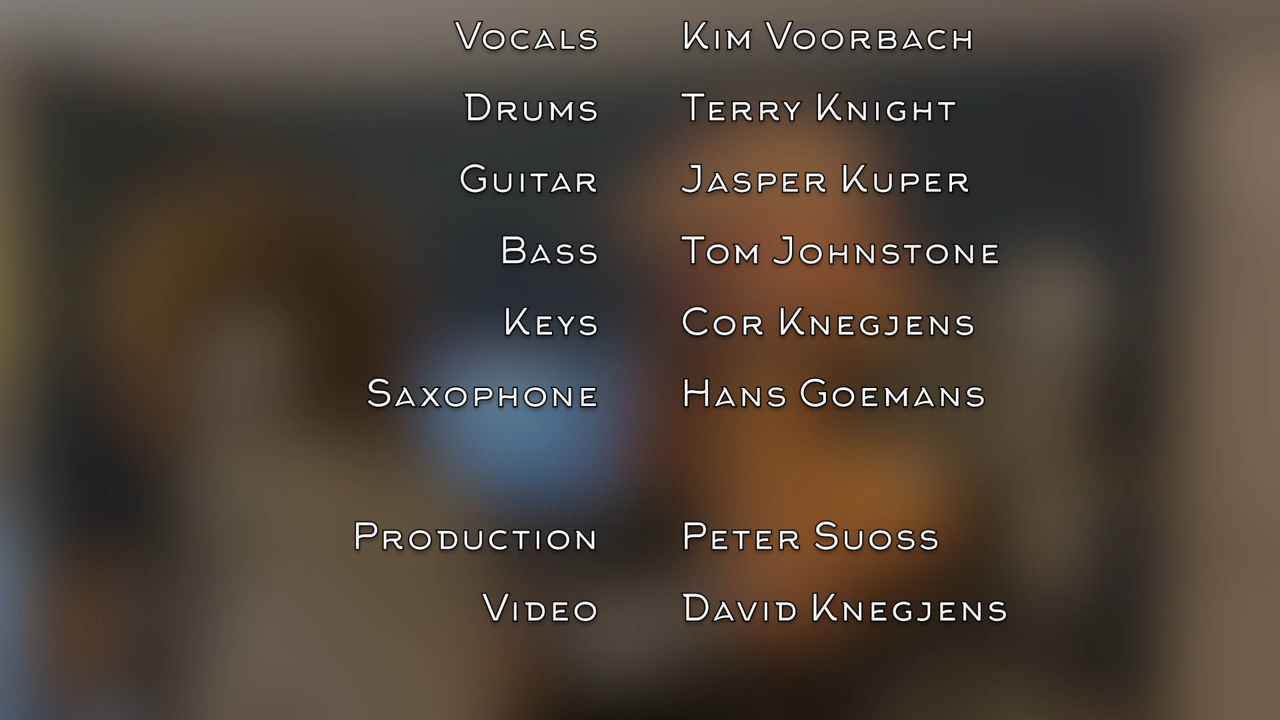 Vocals Kim Voorbach
Drums Terry Knight
Guitar Jasper Kuper
Bass Tom Johnstone
Keys Cor Knegjens
Saxophone Hans Goemans
Production Peter Suoss
Video David Knegjens